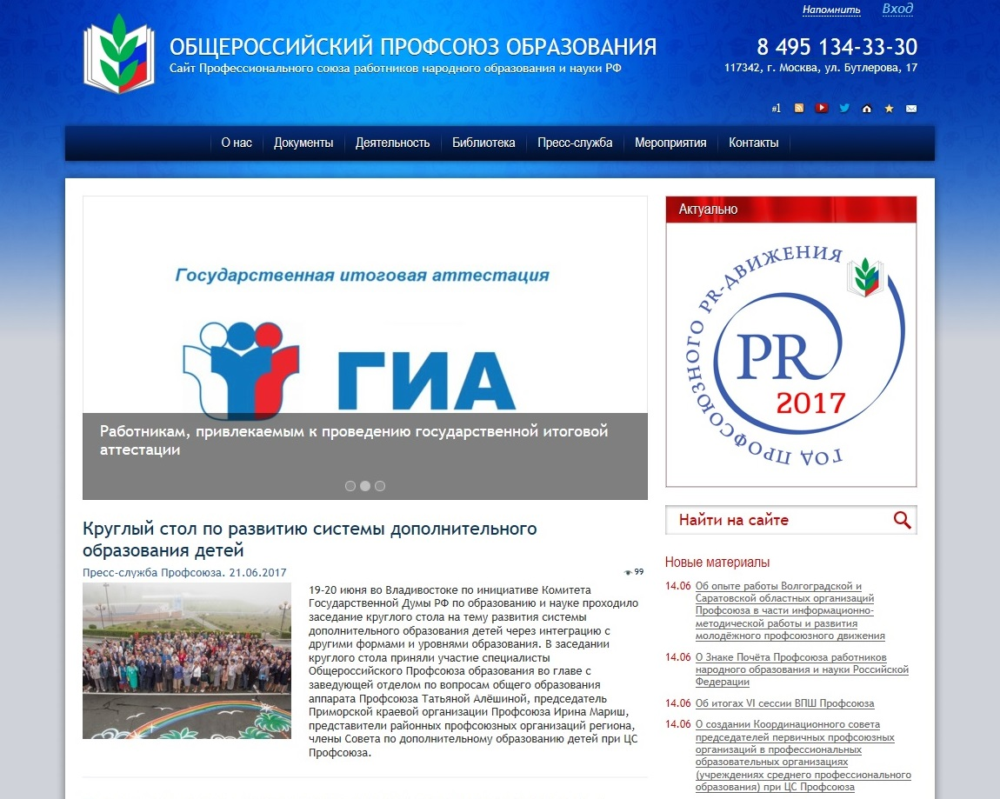 Напомнить Вход
ОБЩЕРОССИЙСКИЙ ПРОФСОЮЗ ОБРАЗОВАНИЯ
Сайт Профессионального союза работников народного образования и науки РФ
8 495 134-33-30
117342, г. Москва, ул. Бутлерова, 17
#1
О нас Документы Деятельность Библиотека Пресс-служба Мероприятия Контакты
Государственная итоговая аттестация
ГИА
Работникам, привлекаемым к проведению государственной итоговой
аттестации
Круглый стол по развитию системы дополнительного
образования детей
Пресс-служба Профсоюза. 21.06.2017 99
19-20 июня во Владивостоке по инициативе Комитета
Государственной Думы РФ по образованию и науке проходило
заседание круглого стола на тему развития системы
дополнительного образования детей через интеграцию с
другими формами и уровнями образования. В заседании
круглого стола приняли участие специалисты
Общероссийского Профсоюза образования во главе с
заведующей отделом по вопросам общего образования
аппарата Профсоюза Татьяной Алёшиной, председатель
Приморской краевой организации Профсоюза Ирина Мариш,
представители районных профсоюзных организаций региона,
члены Совета по дополнительному образованию детей при ЦС
Профсоюза.
Актуально
ГОД ПРОФСОЮЗНОГО PR-ДВИЖЕНИЯ
PR
2017
Найти на сайте
Новые материалы
14.06 Об опыте работы Волгоградской и
Саратовской областных организаций
Профсоюза в части информационно-
методической работы и развития
молодёжного профсоюзного движения
14.06 О Знаке Почёта Профсоюза работников
народного образования и науки Российской
Федерации
14.06 Об итогах VI сессии ВПШ Профсоюза
14.06 О создании Координационного совета
председателей первичных профсоюзных
организаций в профессиональных
образовательных организациях
(учреждениях среднего профессионального
образования) при ЦС Профсоюза